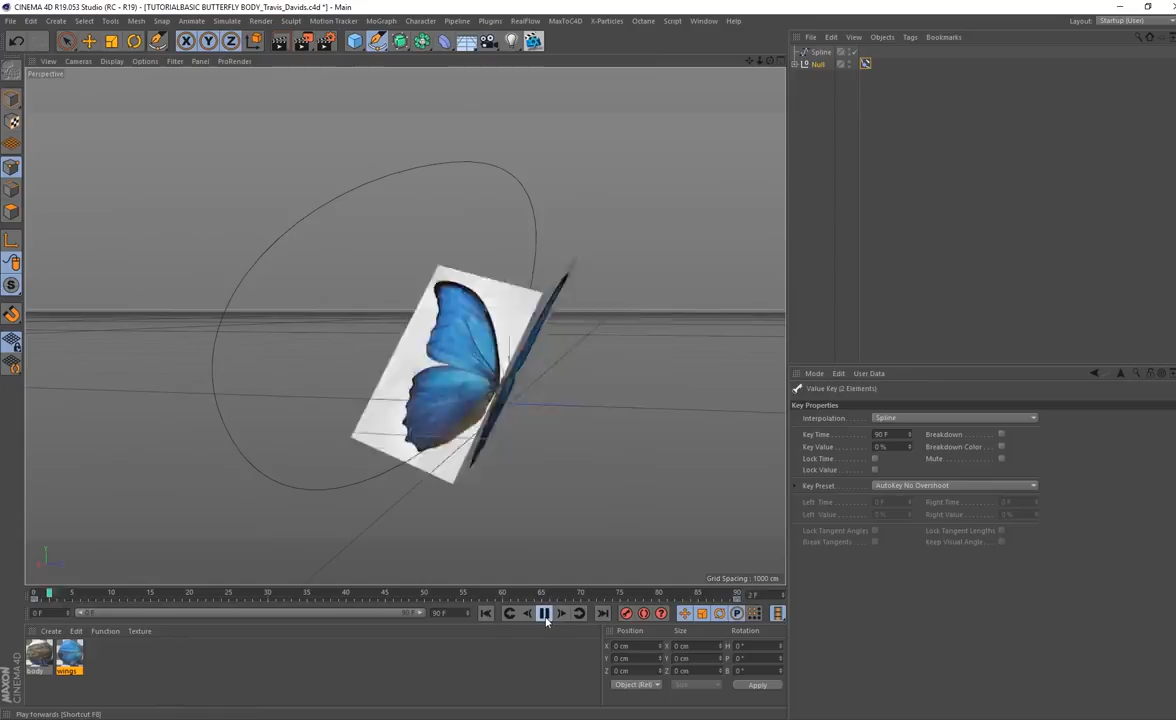 CINEMA 4D R19.053 Studio (RC - R19) - [TUTORIALBASIC BUTTERFLY BODY_Travis_Davids.c4d *] - Main
File Edit Create Select Tools Mesh Snap Animate Simulate Render Sculpt Motion Tracker MoGraph Character Pipeline Plugins RealFlow MaxToC4D X-Particles Octane Script Window Help Layout: Startup (User)
View Cameras Display Options Filter Panel ProRender
Perspective
File Edit View Objects Tags Bookmarks
Spline
Null
Mode Edit User Data
Value Key [2 Elements]
Key Properties
Interpolation Spline
Key Time 90 F Breakdown
Key Value 0 % Breakdown Color
Lock Time Mute
Lock Value
Key Preset AutoKey No Overshoot
Left Time 0 F Right Time 0 F
Left Value 0 % Right Value 0 %
Lock Tangent Angles Lock Tangent Lengths
Break Tangents Keep Visual Angle
Grid Spacing : 1000 cm
0 5 10 15 20 25 30 35 40 45 50 55 60 65 70 75 80 85 90 2 F
0 F 0 F 90 F 90 F
Create Edit Function Texture
body wings
Position Size Rotation
X 0 cm X 0 cm H 0 °
Y 0 cm Y 0 cm P 0 °
Z 0 cm Z 0 cm B 0 °
Object (Rel) Size Apply
MAXON CINEMA 4D
Play forwards [Shortcut F8]